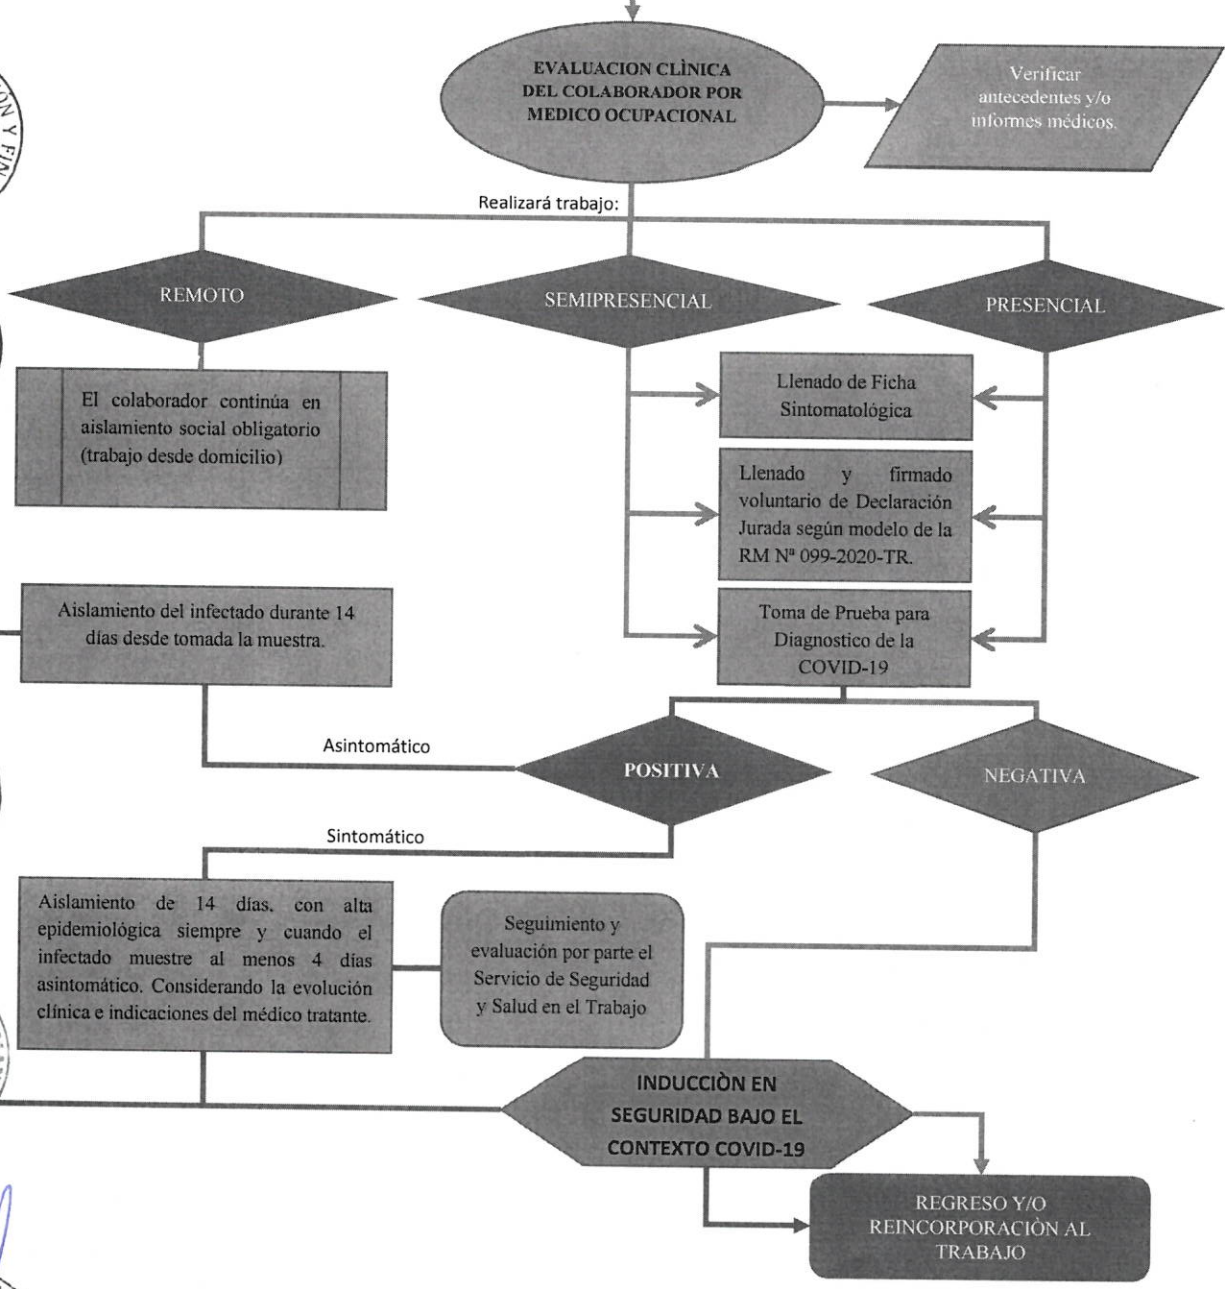 EVALUACION CLÌNICA
DEL COLABORADOR POR
MEDICO OCUPACIONAL
Verificar
antecedentes y/o
informes médicos.
ÓN Y FIN
Realizará trabajo:
REMOTO
SEMIPRESENCIAL
PRESENCIAL
El colaborador continúa en
aislamiento social obligatorio
(trabajo desde domicilio)
Llenado de Ficha
Sintomatológica
Llenado y firmado
voluntario de Declaración
Jurada según modelo de la
RM Nª 099-2020-TR.
Toma de Prueba para
Diagnostico de la
COVID-19
Aislamiento del infectado durante 14
días desde tomada la muestra.
Asintomático
POSITIVA
NEGATIVA
Sintomático
Aislamiento de 14 días, con alta
epidemiológica siempre y cuando el
infectado muestre al menos 4 días
asintomático. Considerando la evolución
clínica e indicaciones del médico tratante.
Seguimiento y
evaluación por parte el
Servicio de Seguridad
y Salud en el Trabajo
INDUCCIÒN EN
SEGURIDAD BAJO EL
CONTEXTO COVID-19
REGRESO Y/O
REINCORPORACIÒN AL
TRABAJO